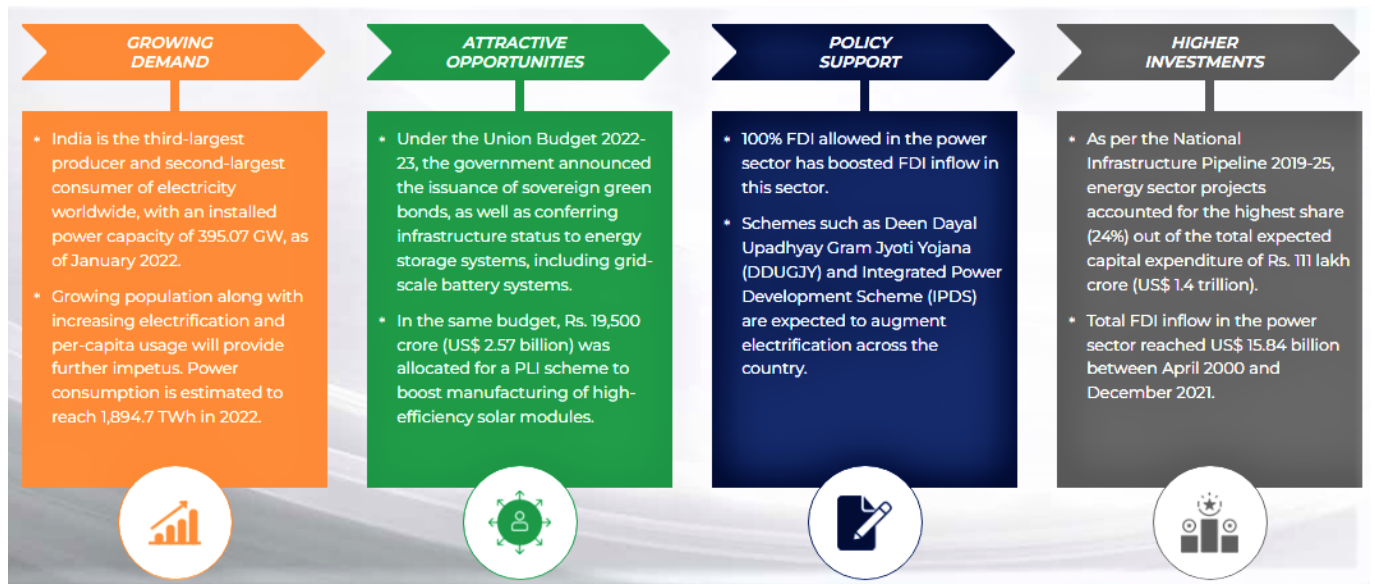 GROWING
DEMAND
* India is the third-largest
producer and second-largest
consumer of electricity
worldwide, with an installed
power capacity of 395.07 GW, as
of January 2022.
* Growing population along with
increasing electrification and
per-capita usage will provide
further impetus. Power
consumption is estimated to
reach 1,894.7 TWh in 2022.
ATTRACTIVE
OPPORTUNITIES
* Under the Union Budget 2022-
23, the government announced
the issuance of sovereign green
bonds, as well as conferring
infrastructure status to energy
storage systems, including grid-
scale battery systems.
* In the same budget, Rs. 19,500
crore (US$ 2.57 billion) was
allocated for a PLI scheme to
boost manufacturing of high-
efficiency solar modules.
POLICY
SUPPORT
* 100% FDI allowed in the power
sector has boosted FDI inflow in
this sector.
* Schemes such as Deen Dayal
Upadhyay Gram Jyoti Yojana
(DDUGJY) and Integrated Power
Development Scheme (IPDS)
are expected to augment
electrification across the
country.
HIGHER
INVESTMENTS
* As per the National
Infrastructure Pipeline 2019-25,
energy sector projects
accounted for the highest share
(24%) out of the total expected
capital expenditure of Rs. 111 lakh
crore (US$ 1.4 trillion).
* Total FDI inflow in the power
sector reached US$ 15.84 billion
between April 2000 and
December 2021.